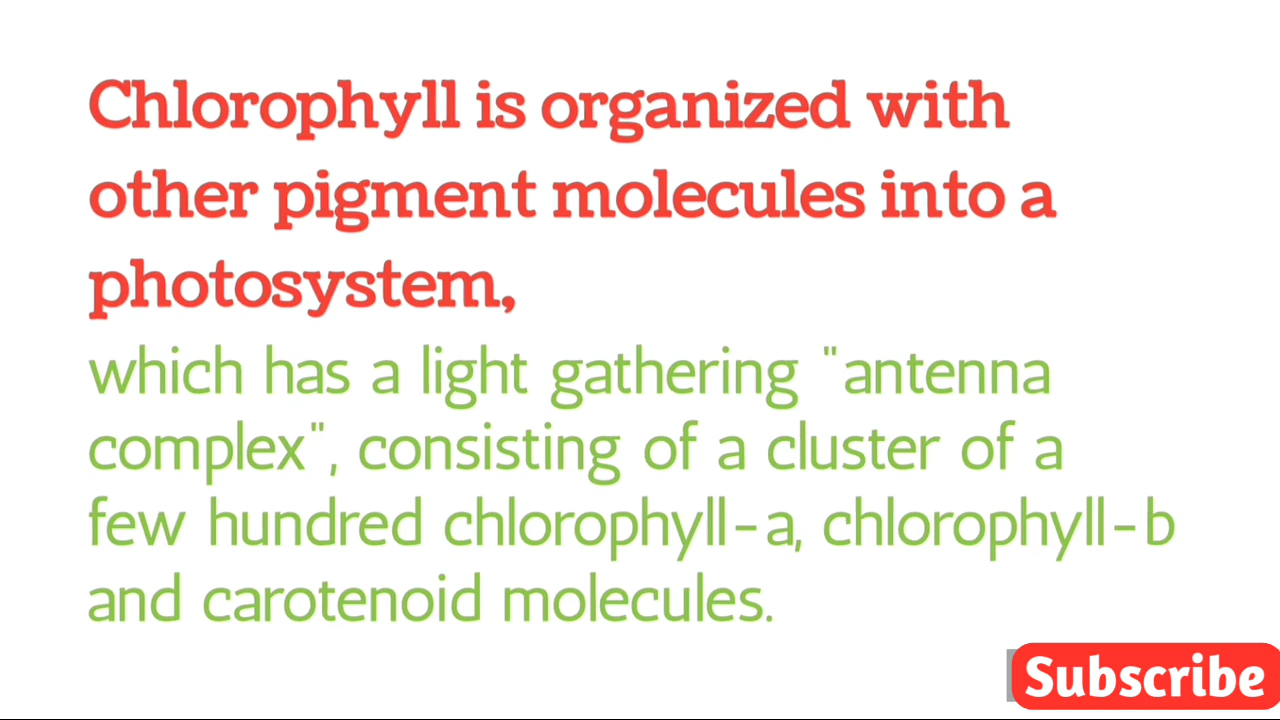 Chlorophyll is organized with
other pigment molecules into a
photosystem,
which has a light gathering "antenna
complex", consisting of a cluster of a
few hundred chlorophyll-a, chlorophyll-b
and carotenoid molecules.
Subscribe